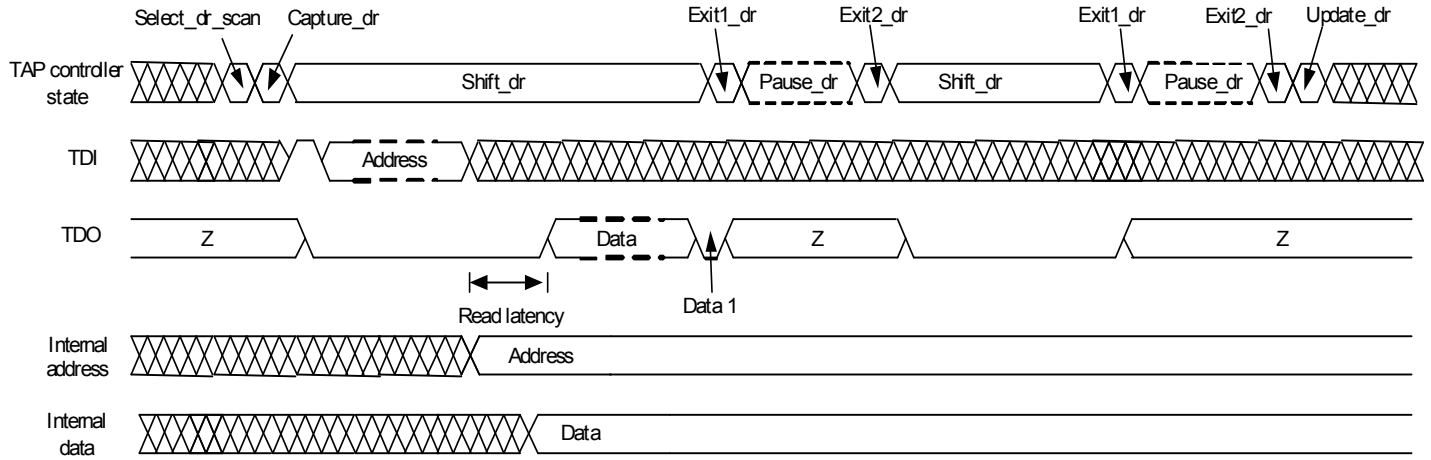 Select_dr_scan
Capture_dr
Exit1_dr
Exit2_dr
Exit1_dr
Exit2_dr
Update_dr
TAP controller
state
Shift_dr
Pause_dr
Shift_dr
Pause_dr
TDI
Address
TDO
Z
Data
Z
Z
Data 1
Read latency
Internal
address
Address
Internal
data
Data